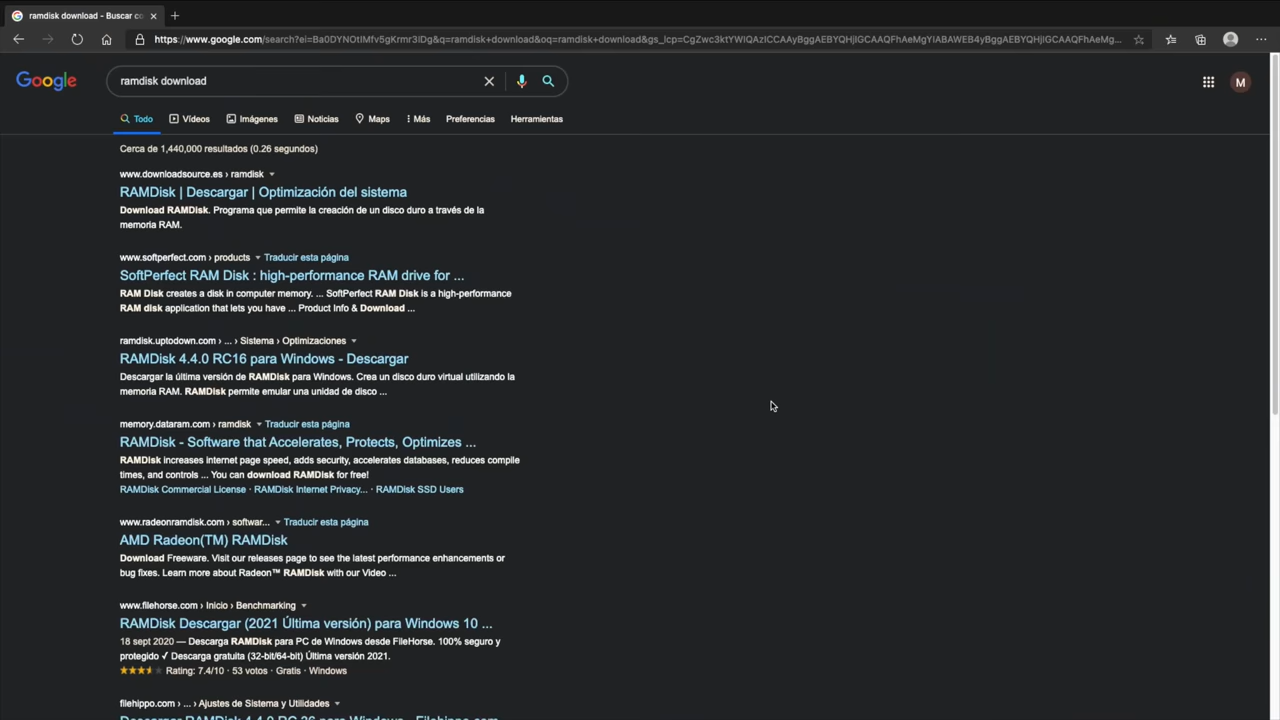 ramdisk download - Buscar co
https://www.google.com/search?ei=Ba0DYNOtIMfv5gKrmr3IDg&q=ramdisk+download&oq=ramdisk+download&gs_lcp=
Google
ramdisk download
M
Todo Vídeos Imágenes Noticias Maps Más Preferencias Herramientas
Cerca de 1,440,000 resultados (0.26 segundos)
www.downloadsource.es › ramdisk
RAMDisk | Descargar | Optimización del sistema
Download RAMDisk. Programa que permite la creación de un disco duro a través de la
memoria RAM.
www.softperfect.com › products Traducir esta página
SoftPerfect RAM Disk : high-performance RAM drive for ...
RAM Disk creates a disk in computer memory. ... SoftPerfect RAM Disk is a high-performance
RAM disk application that lets you have ... Product Info & Download ...
ramdisk.uptodown.com › ... › Sistema › Optimizaciones
RAMDisk 4.4.0 RC16 para Windows - Descargar
Descargar la última versión de RAMDisk para Windows. Crea un disco duro virtual utilizando la
memoria RAM. RAMDisk permite emular una unidad de disco ...
memory.dataram.com › ramdisk Traducir esta página
RAMDisk - Software that Accelerates, Protects, Optimizes ...
RAMDisk increases internet page speed, adds security, accelerates databases, reduces compile
times, and controls ... You can download RAMDisk for free!
RAMDisk Commercial License · RAMDisk Internet Privacy... · RAMDisk SSD Users
www.radeonramdisk.com › softwar... Traducir esta página
AMD Radeon(TM) RAMDisk
Download Freeware. Visit our releases page to see the latest performance enhancements or
bug fixes. Learn more about Radeon™ RAMDisk with our Video ...
www.filehorse.com › Inicio › Benchmarking
RAMDisk Descargar (2021 Última versión) para Windows 10 ...
18 sept 2020 — Descarga RAMDisk para PC de Windows desde FileHorse. 100% seguro y
protegido ✓ Descarga gratuita (32-bit/64-bit) Última versión 2021.
Rating: 7.4/10 · 53 votos · Gratis · Windows
filehippo.com › ... › Ajustes de Sistema y Utilidades
Descargar RAMDisk 4.4.0 RC 36 para Windows - Filehippo.com